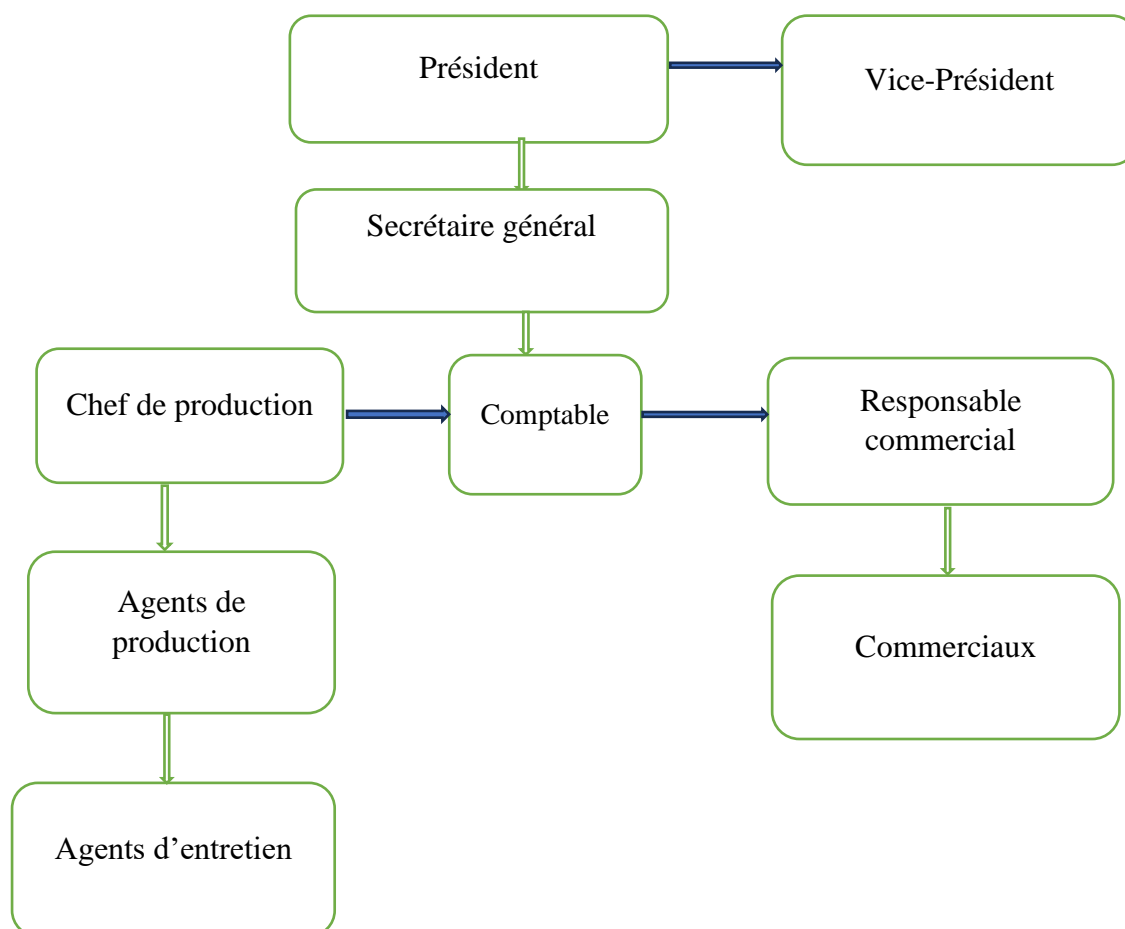 Président
Vice-Président
Secrétaire général
Chef de production
Comptable
Responsable
commercial
Agents de
production
Commerciaux
Agents d’entretien